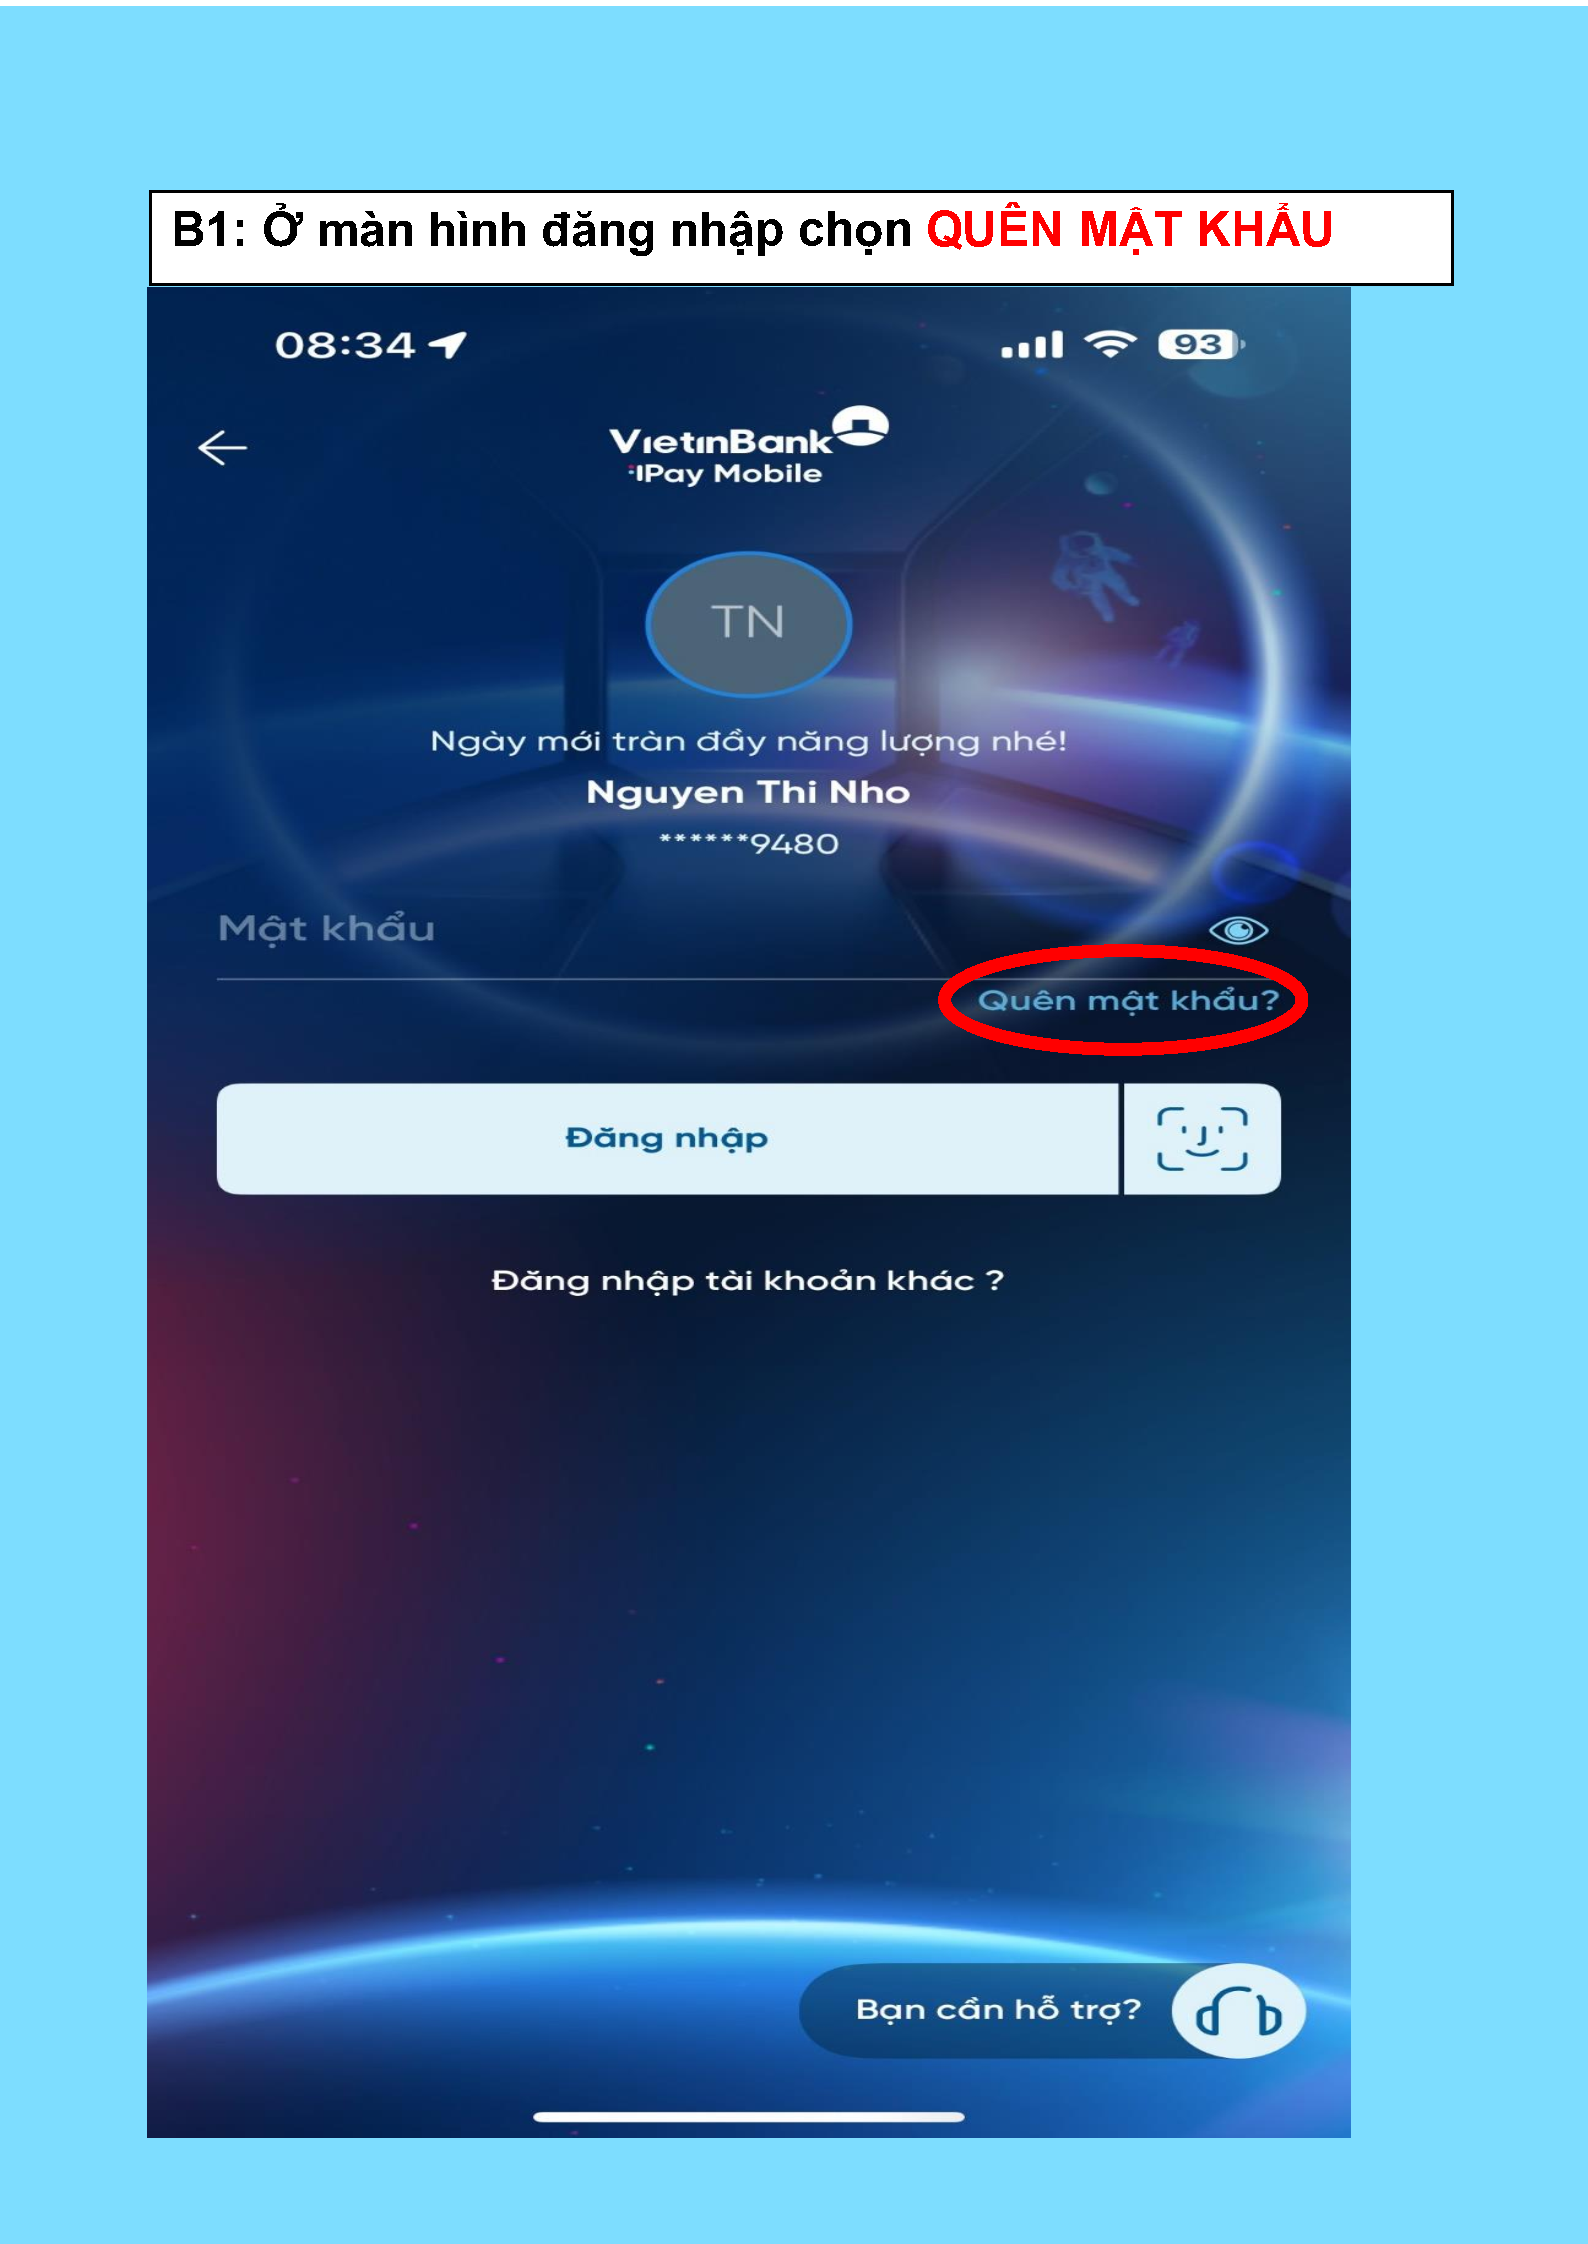 B1: Ở màn hình đăng nhập chọn QUÊN MẬT KHẨU
08:34
93
VietinBank
iPay Mobile
TN
Ngày mới tràn đầy năng lượng nhé!
Nguyen Thi Nho
******9480
Mật khẩu
Quên mật khẩu?
Đăng nhập
Đăng nhập tài khoản khác ?
Bạn cần hỗ trợ?